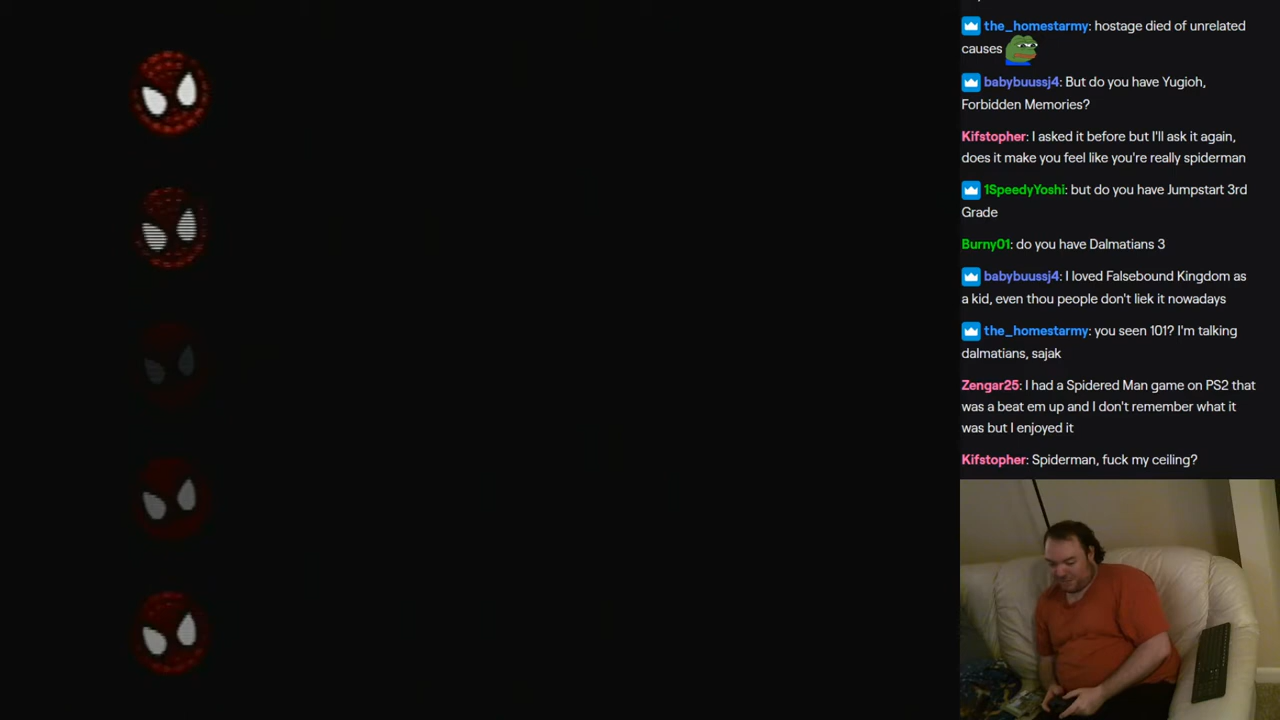 the_homestarmy: hostage died of unrelated
causes
babybuussj4: But do you have Yugioh,
Forbidden Memories?
Kifstopher: I asked it before but I'll ask it again,
does it make you feel like you're really spiderman
1SpeedyYoshi: but do you have Jumpstart 3rd
Grade
Burny01: do you have Dalmatians 3
babybuussj4: I loved Falsebound Kingdom as
a kid, even thou people don't liek it nowadays
the_homestarmy: you seen 101? I'm talking
dalmatians, sajak
Zengar25: I had a Spidered Man game on PS2 that
was a beat em up and I don't remember what it
was but I enjoyed it
Kifstopher: Spiderman, fuck my ceiling?